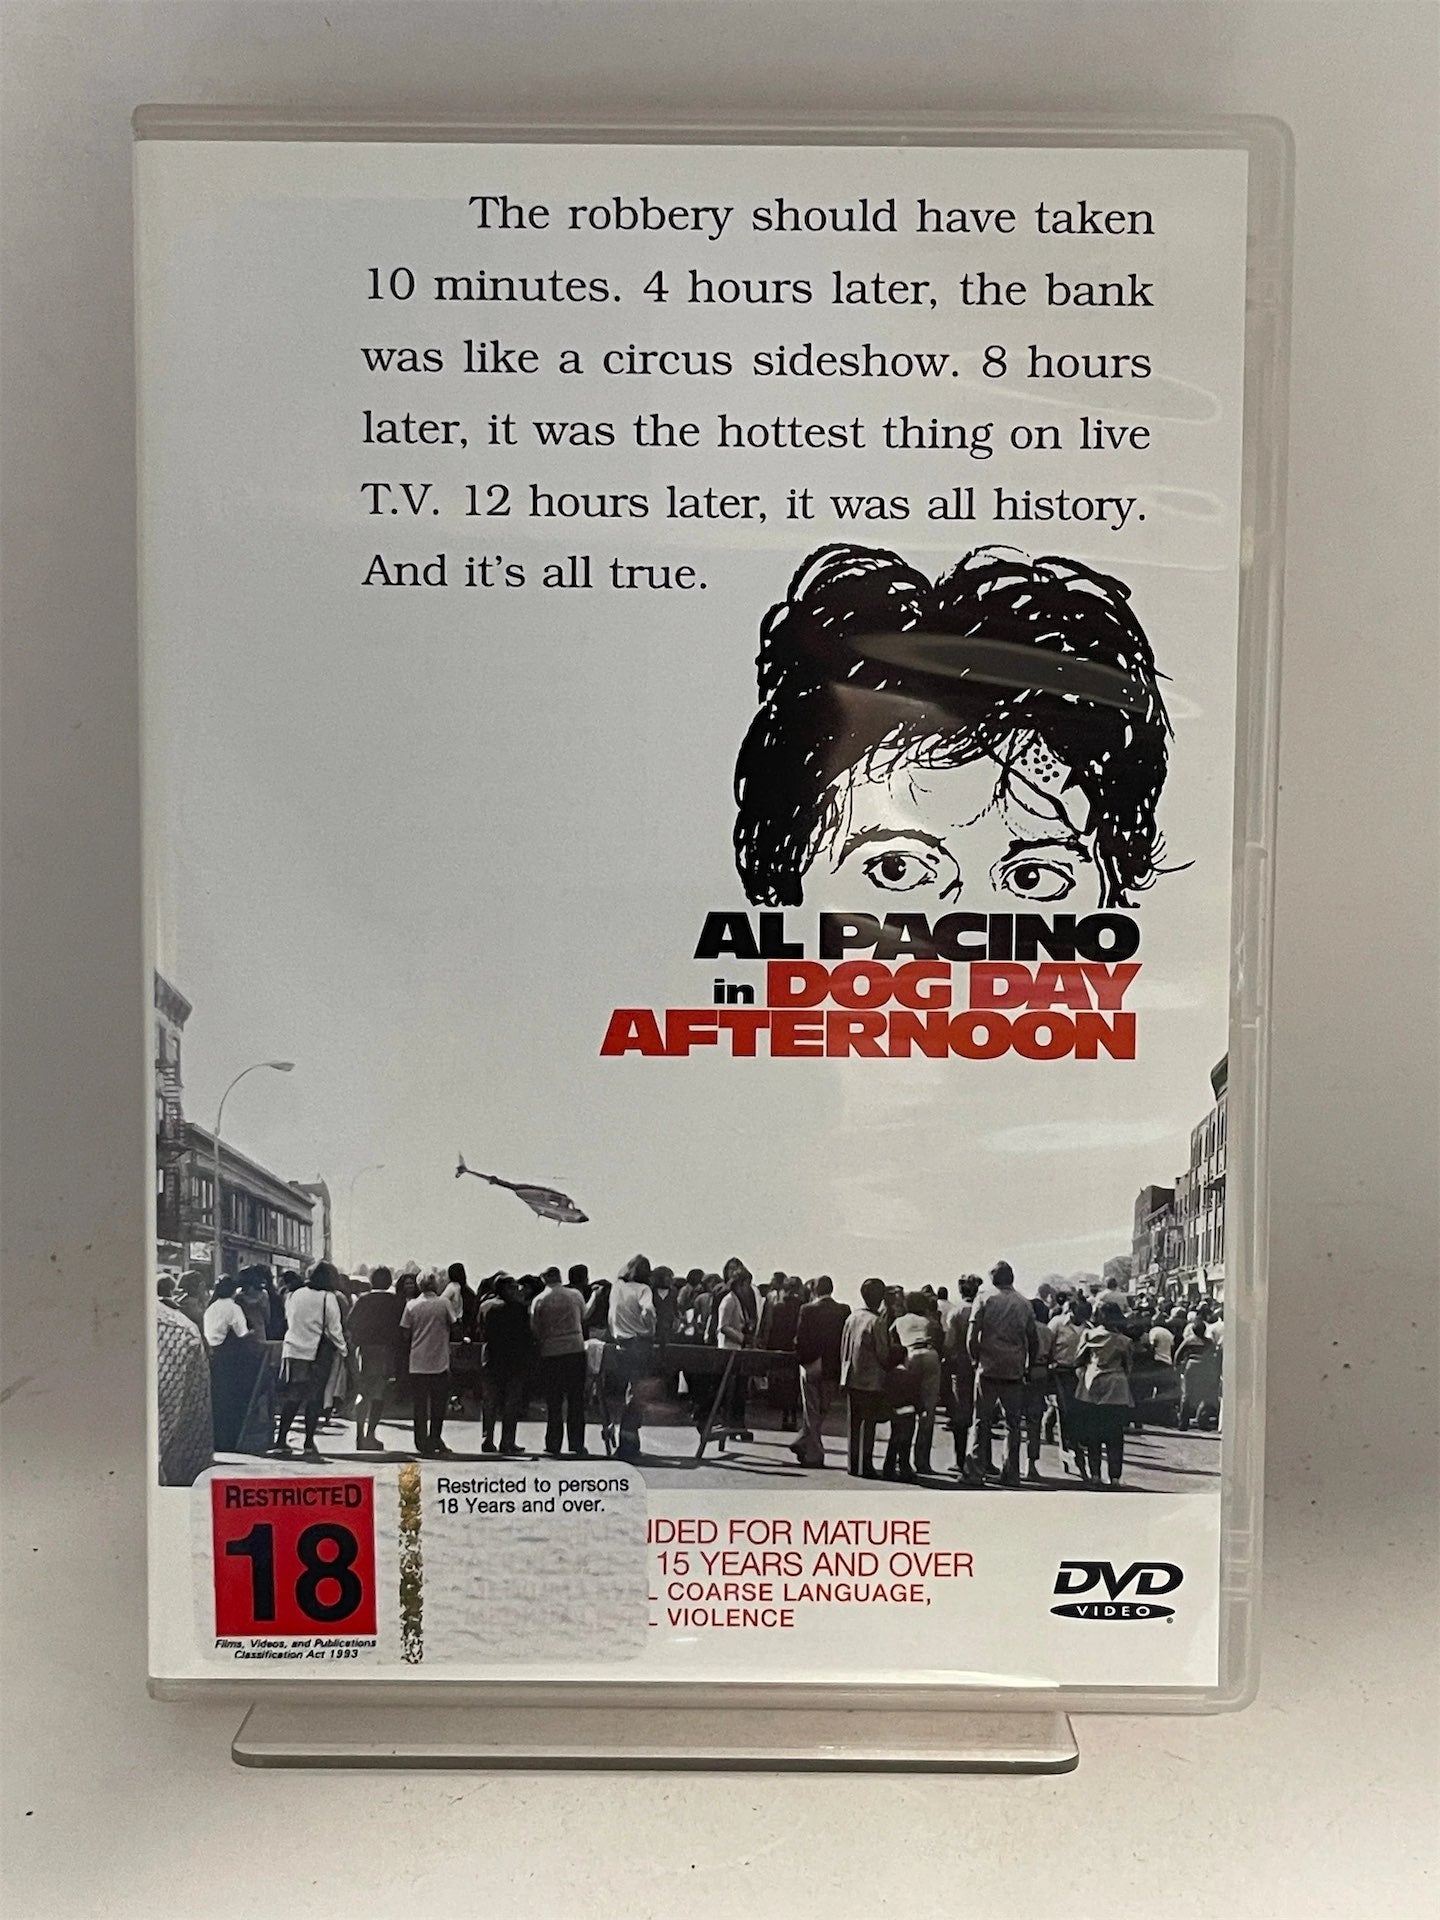 The robbery should have taken
10 minutes. 4 hours later, the bank
was like a circus sideshow. 8 hours
later, it was the hottest thing on live
T.V. 12 hours later, it was all history.
And it's all true.
AL PACINO
in DOG DAY
AFTERNOON
RESTRICTED
18
Films, Videos, and Publications
Classification Act 1993
Restricted to persons
18 Years and over.
FOR MATURE
15 YEARS AND OVER
COARSE LANGUAGE,
VIOLENCE
DVD
VIDEO